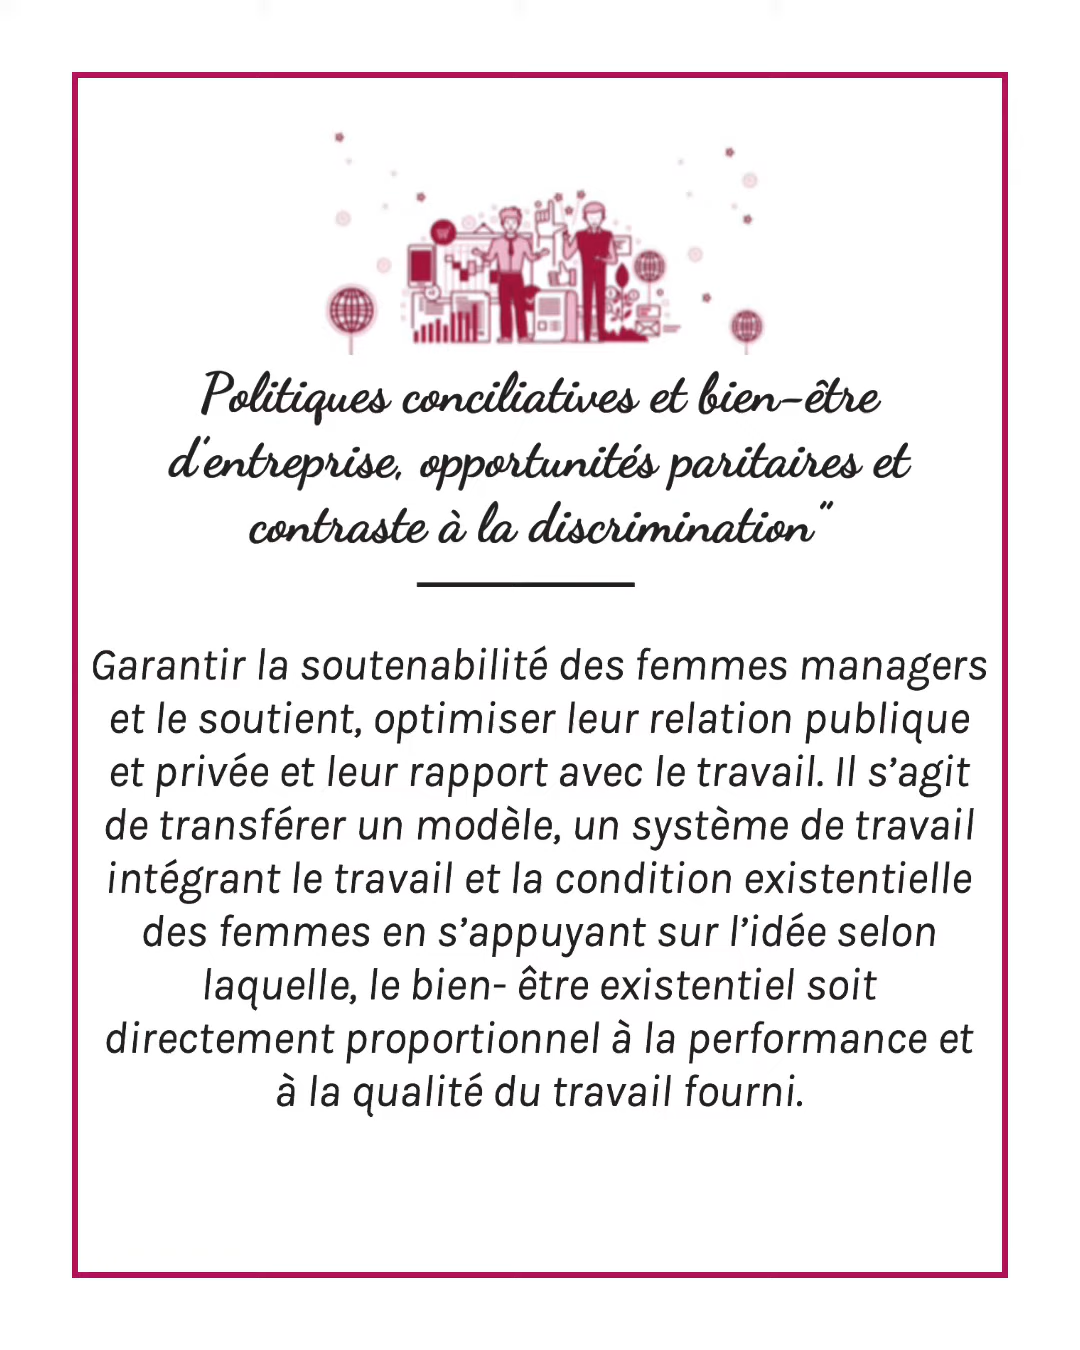 Politiques conciliatives et bien-être
d'entreprise, opportunités paritaires et
contraste à la discrimination"
Garantir la soutenabilité des femmes managers
et le soutient, optimiser leur relation publique
et privée et leur rapport avec le travail. Il s’agit
de transférer un modèle, un système de travail
intégrant le travail et la condition existentielle
des femmes en s’appuyant sur l’idée selon
laquelle, le bien- être existentiel soit
directement proportionnel à la performance et
à la qualité du travail fourni.